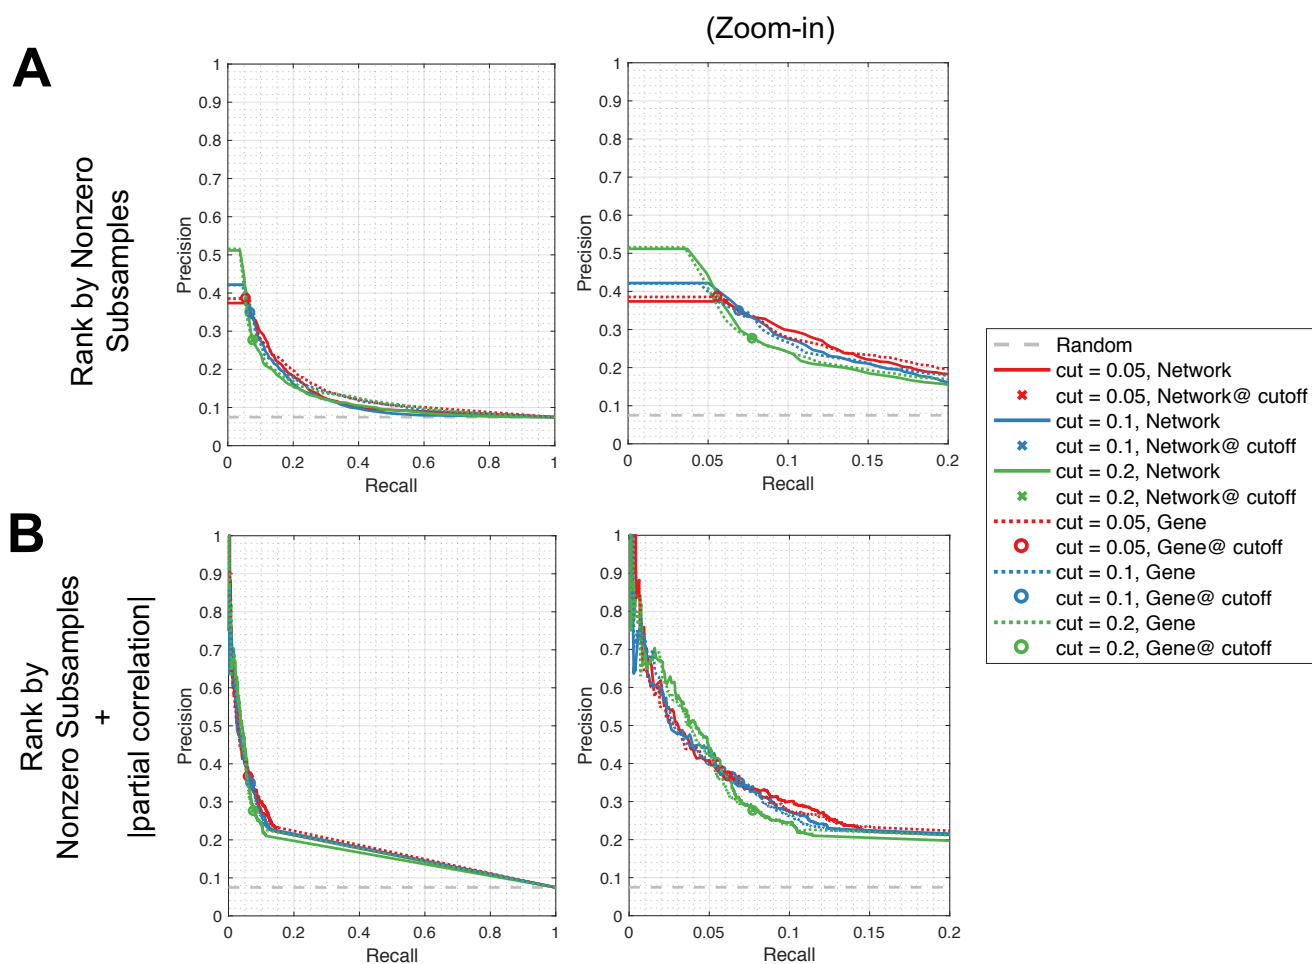 (Zoom-in)
A
Rank by Nonzero
Subsamples
1
0.9
0.8
0.7
0.6
0.5
0.4
0.3
0.2
0.1
0
Precision
0
0.2
0.4
0.6
0.8
1
Recall
1
0.9
0.8
0.7
0.6
0.5
0.4
0.3
0.2
0.1
0
Precision
0
0.05
0.1
0.15
0.2
Recall
B
Rank by
Nonzero Subsamples
+
|partial correlation|
1
0.9
0.8
0.7
0.6
0.5
0.4
0.3
0.2
0.1
0
Precision
0
0.2
0.4
0.6
0.8
1
Recall
1
0.9
0.8
0.7
0.6
0.5
0.4
0.3
0.2
0.1
0
Precision
0
0.05
0.1
0.15
0.2
Recall
Random
cut = 0.05, Network
cut = 0.05, Network@ cutoff
cut = 0.1, Network
cut = 0.1, Network@ cutoff
cut = 0.2, Network
cut = 0.2, Network@ cutoff
cut = 0.05, Gene
cut = 0.05, Gene@ cutoff
cut = 0.1, Gene
cut = 0.1, Gene@ cutoff
cut = 0.2, Gene
cut = 0.2, Gene@ cutoff